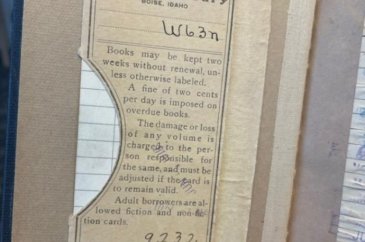 BOISE, IDAHO
W63n
Books may be kept two
weeks without renewal, un-
less otherwise labeled.
A fine of two cents
per day is imposed on
overdue books.
The damage or loss
of any volume is
charged to the per-
son responsible for
the same, and must be
adjusted if the card is
to remain valid.
Adult borrowers are al-
lowed fiction and non-fic-
tion cards.